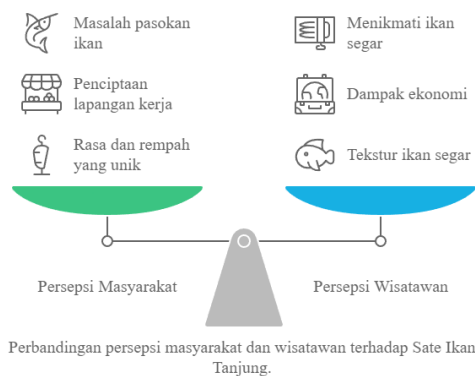 Masalah pasokan
ikan
Penciptaan
lapangan kerja
Rasa dan rempah
yang unik
Menikmati ikan
segar
Dampak ekonomi
Tekstur ikan segar
Persepsi Masyarakat
Persepsi Wisatawan
Perbandingan persepsi masyarakat dan wisatawan terhadap Sate Ikan
Tanjung.